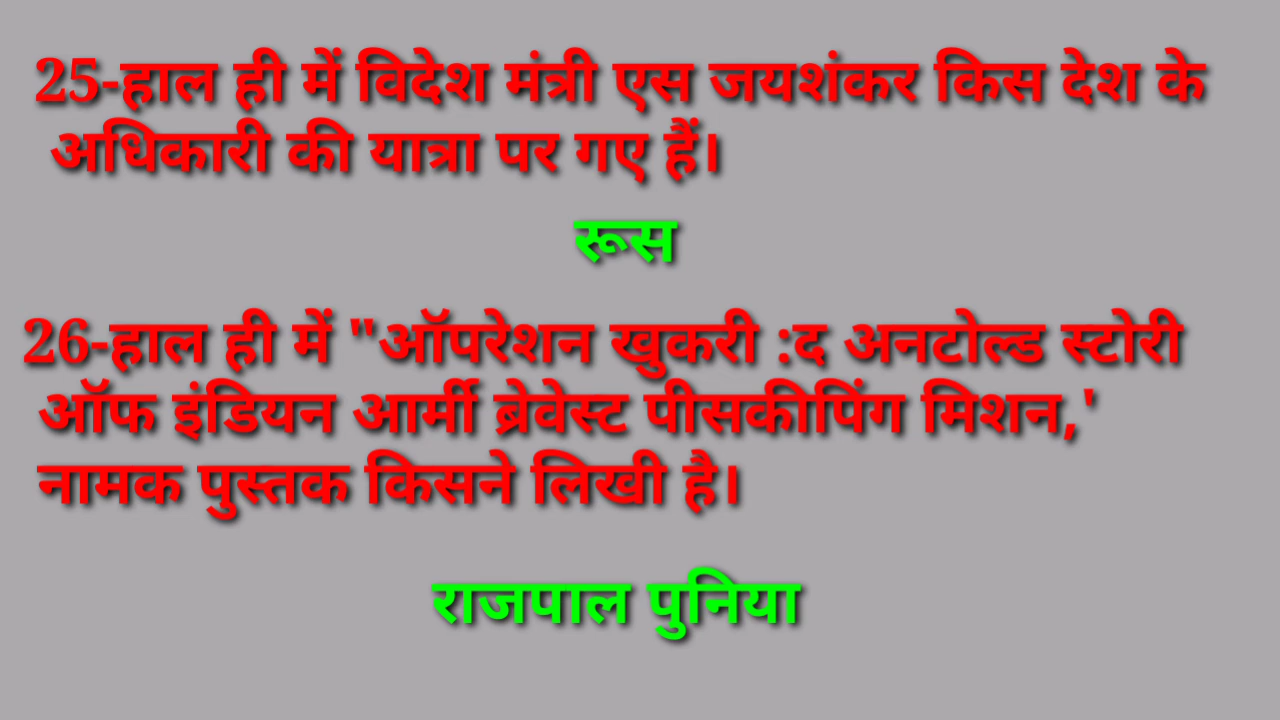 25-हाल ही में विदेश मंत्री एस जयशंकर किस देश के
अधिकारी की यात्रा पर गए हैं।
रूस
26-हाल ही में "ऑपरेशन खुकरी :द अनटोल्ड स्टोरी
ऑफ इंडियन आर्मी ब्रेवेस्ट पीसकीपिंग मिशन,'
नामक पुस्तक किसने लिखी है।
राजपाल पुनिया